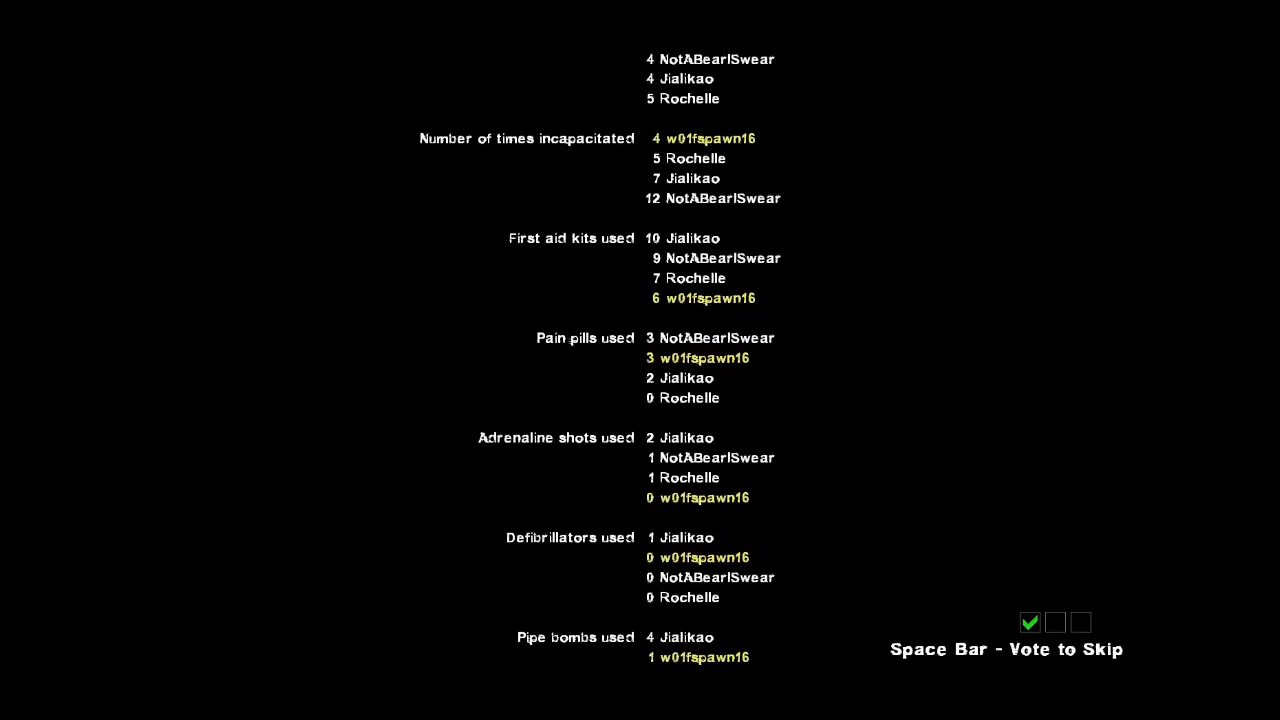 4 NotABearISwear
4 Jialikao
5 Rochelle
Number of times incapacitated 4 w01fspawn16
5 Rochelle
7 Jialikao
12 NotABearISwear
First aid kits used 10 Jialikao
9 NotABearISwear
7 Rochelle
6 w01fspawn16
Pain pills used 3 NotABearISwear
3 w01fspawn16
2 Jialikao
0 Rochelle
Adrenaline shots used 2 Jialikao
1 NotABearISwear
1 Rochelle
0 w01fspawn16
Defibrillators used 1 Jialikao
0 w01fspawn16
0 NotABearISwear
0 Rochelle
Pipe bombs used 4 Jialikao
1 w01fspawn16
Space Bar - Vote to Skip